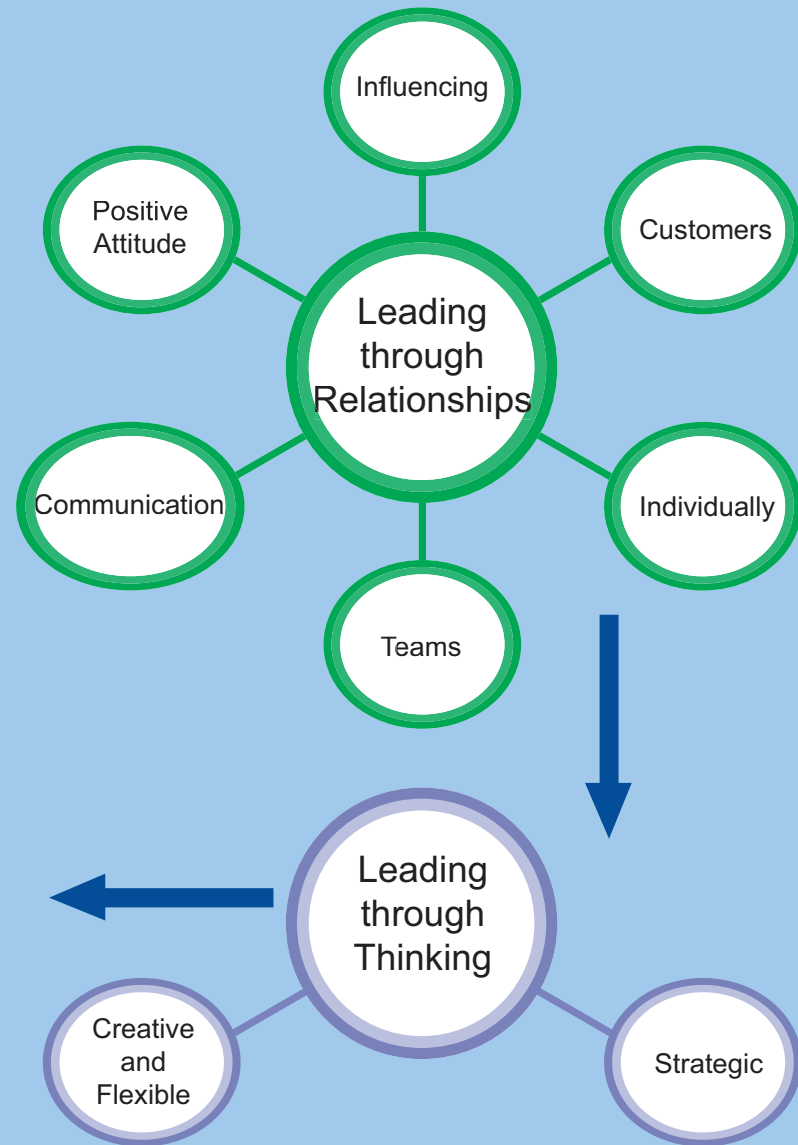 Influencing
Positive
Attitude
Customers
Leading
through
Relationships
Communication
Individually
Teams
Leading
through
Thinking
Creative
and
Flexible
Strategic